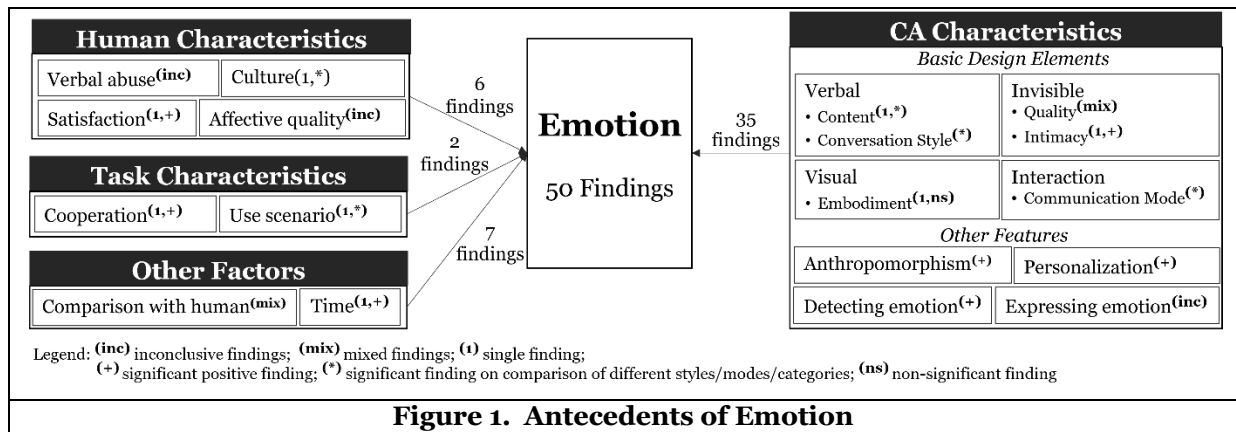 Human Characteristics
Verbal abuse(inc)
Culture(1,*)
Satisfaction(1,+)
Affective quality(inc)
Task Characteristics
Cooperation(1,+)
Use scenario(1,*)
Other Factors
Comparison with human(mix)
Time(1,+)
6
findings
2
findings
7
findings
Emotion
50 Findings
35
findings
CA Characteristics
Basic Design Elements
Verbal
• Content(1,*)
• Conversation Style(*)
Invisible
• Quality(mix)
• Intimacy(1,+)
Visual
• Embodiment(1,ns)
Interaction
• Communication Mode(*)
Other Features
Anthropomorphism(+)
Personalization(+)
Detecting emotion(+)
Expressing emotion(inc)
Legend: (inc) inconclusive findings; (mix) mixed findings; (1) single finding;
(+) significant positive finding; (*) significant finding on comparison of different styles/modes/categories; (ns) non-significant finding
Figure 1. Antecedents of Emotion